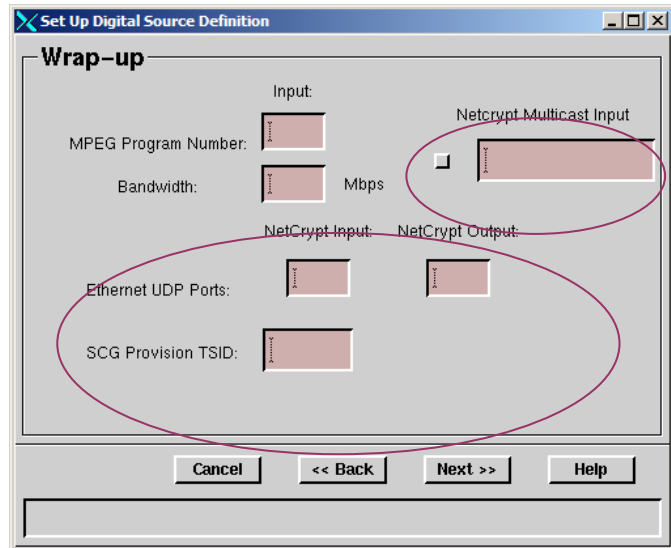 Set Up Digital Source Definition
Wrap-up
Input:
Netcrypt Multicast Input
MPEG Program Number:
Bandwidth:
Mbps
NetCrypt Input:
NetCrypt Output:
Ethernet UDP Ports:
SCG Provision TSID:
Cancel
<< Back
Next >>
Help